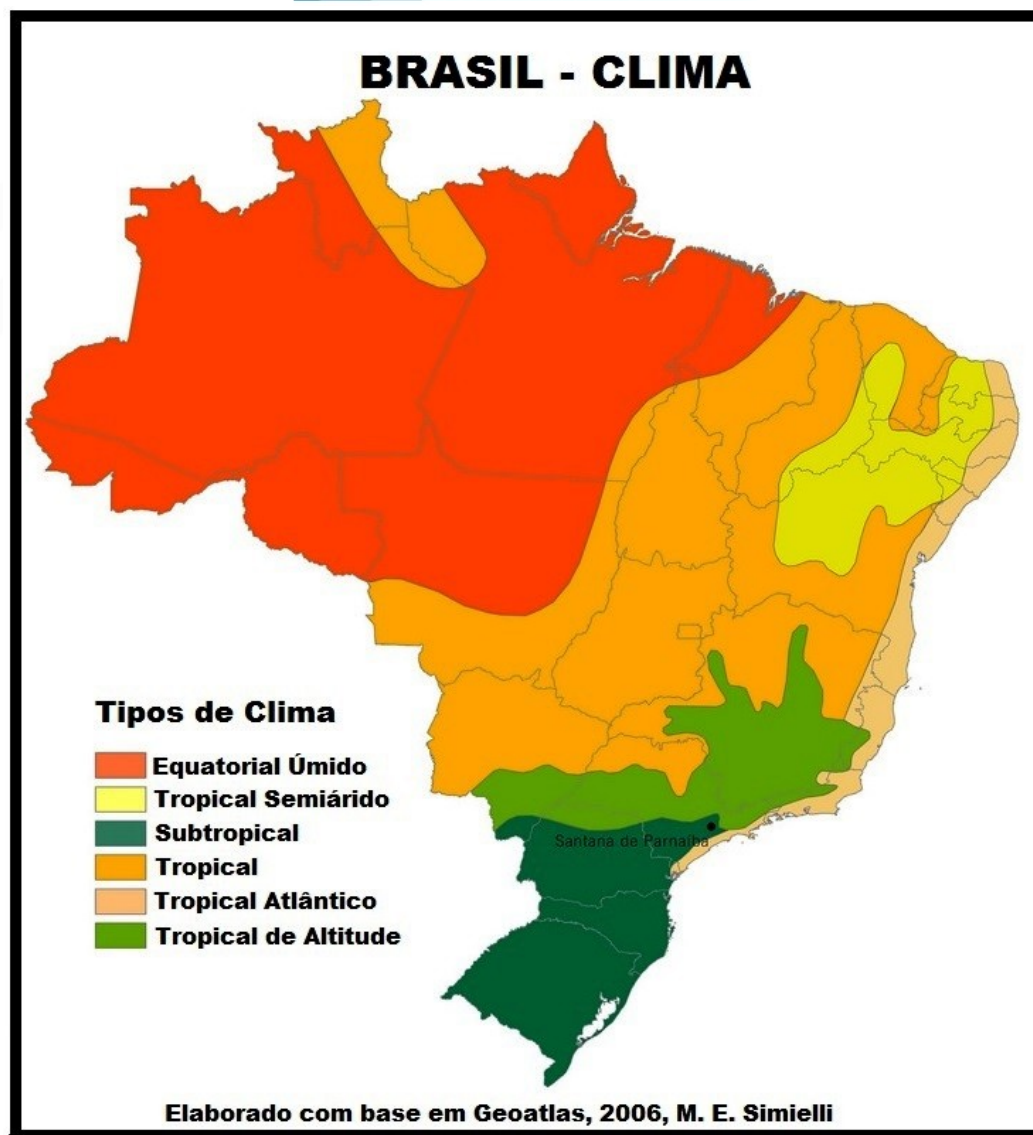 BRASIL - CLIMA
Tipos de Clima
Equatorial Úmido
Tropical Semiárido
Subtropical
Tropical
Tropical Atlântico
Tropical de Altitude
Santana de Parnaíba
Elaborado com base em Geoatlas, 2006, M. E. Simielli